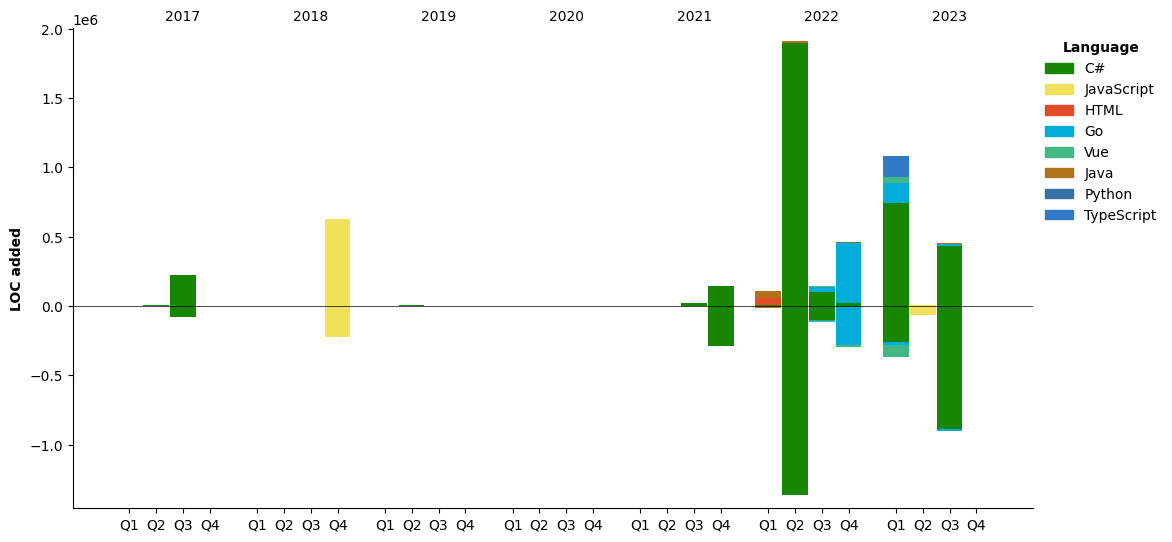 1e6
2017 2018 2019 2020 2021 2022 2023
2.0
1.5
1.0
0.5
0.0
−0.5
−1.0
LOC added
Q1 Q2 Q3 Q4 Q1 Q2 Q3 Q4 Q1 Q2 Q3 Q4 Q1 Q2 Q3 Q4 Q1 Q2 Q3 Q4 Q1 Q2 Q3 Q4 Q1 Q2 Q3 Q4
Language
C#
JavaScript
HTML
Go
Vue
Java
Python
TypeScript